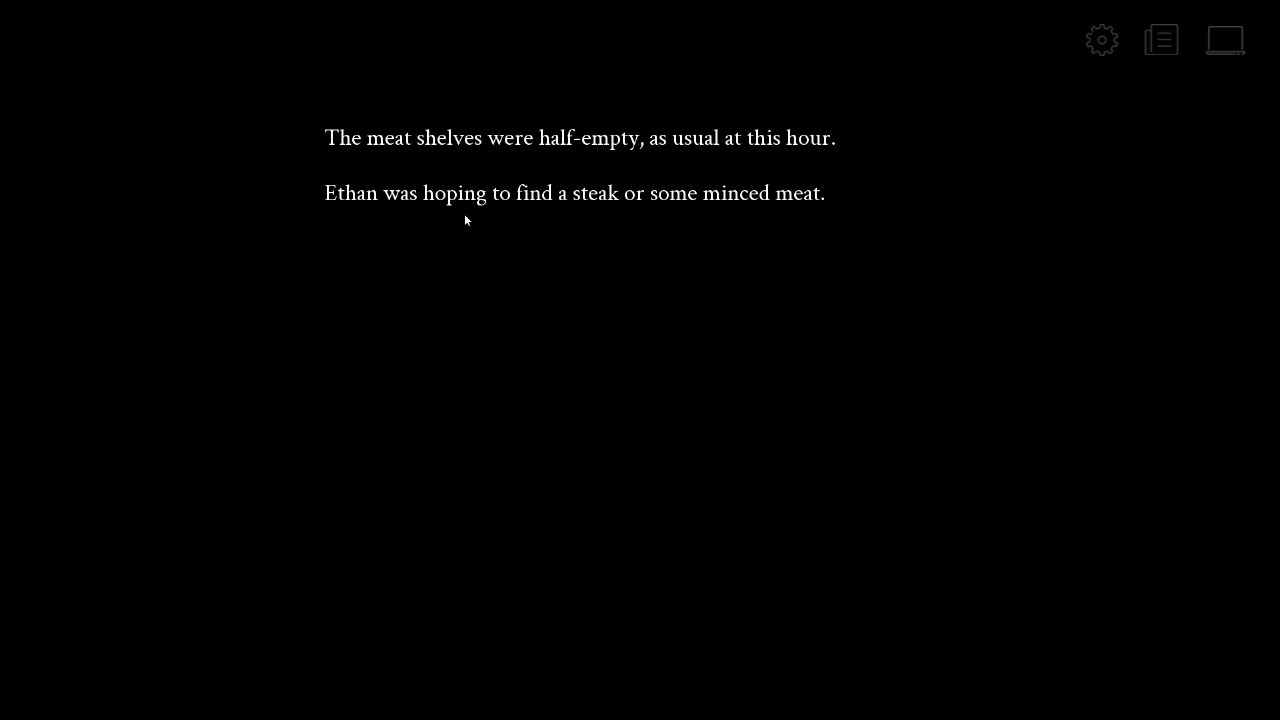 The meat shelves were half-empty, as usual at this hour.
Ethan was hoping to find a steak or some minced meat.